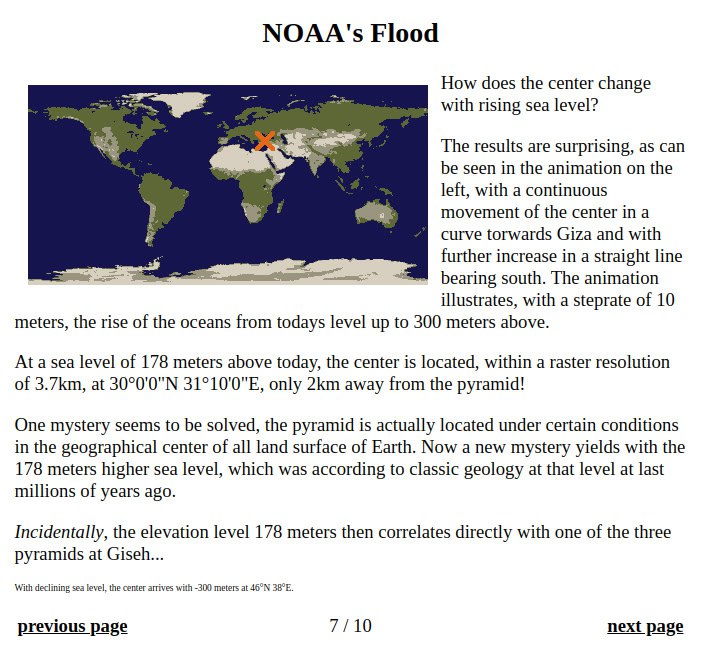 NOAA's Flood
How does the center change
with rising sea level?
The results are surprising, as can
be seen in the animation on the
left, with a continuous
movement of the center in a
curve torwards Giza and with
further increase in a straight line
bearing south. The animation
illustrates, with a steprate of 10
meters, the rise of the oceans from todays level up to 300 meters above.
At a sea level of 178 meters above today, the center is located, within a raster resolution
of 3.7km, at 30°0'0"N 31°10'0"E, only 2km away from the pyramid!
One mystery seems to be solved, the pyramid is actually located under certain conditions
in the geographical center of all land surface of Earth. Now a new mystery yields with the
178 meters higher sea level, which was according to classic geology at that level at last
millions of years ago.
Incidentally, the elevation level 178 meters then correlates directly with one of the three
pyramids at Giseh...
With declining sea level, the center arrives with -300 meters at 46°N 38°E.
previous page 7 / 10 next page